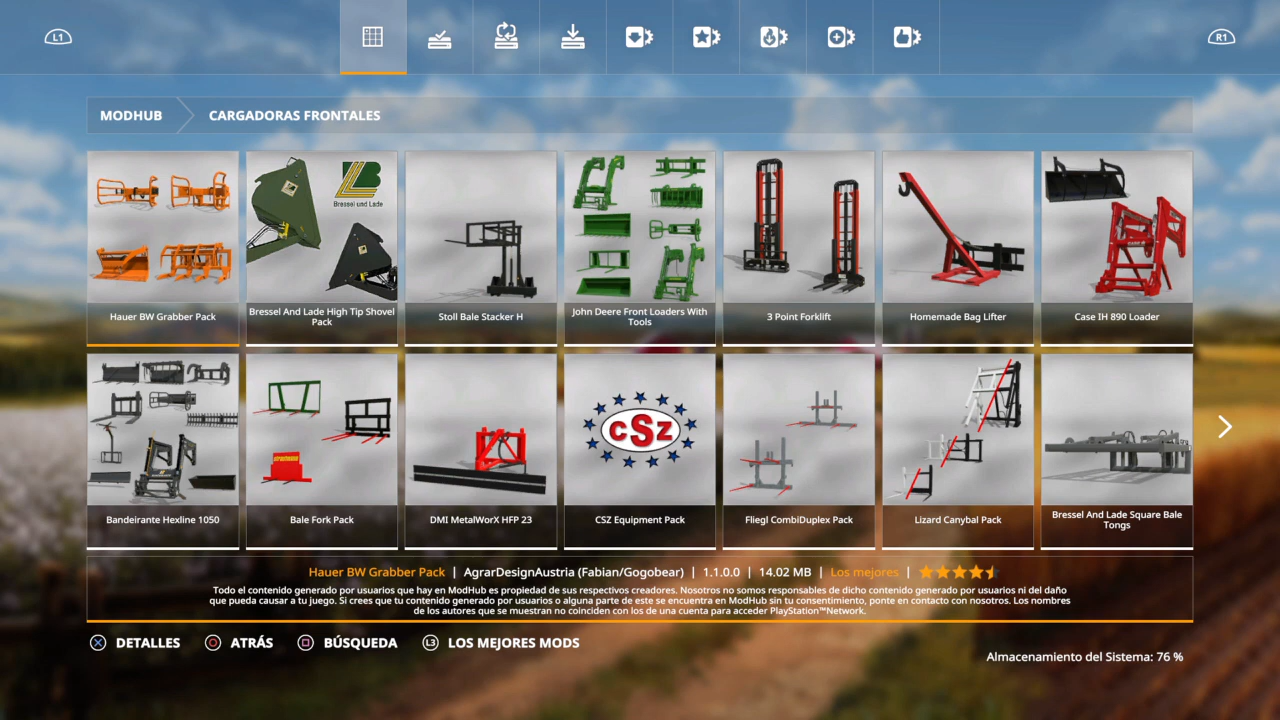 L1
R1
MODHUB
CARGADORAS FRONTALES
Bressel und Lade
Hauer BW Grabber Pack
Bressel And Lade High Tip Shovel
Pack
Stoll Bale Stacker H
John Deere Front Loaders With
Tools
3 Point Forklift
Homemade Bag Lifter
Case IH 890 Loader
CSZ
Bandeirante Hexline 1050
Bale Fork Pack
DMI MetalWorX HFP 23
CSZ Equipment Pack
Fliegl CombiDuplex Pack
Lizard Canybal Pack
Bressel And Lade Square Bale
Tongs
Hauer BW Grabber Pack | AgrarDesignAustria (Fabian/Gogobear) | 1.1.0.0 | 14.02 MB | Los mejores |
Todo el contenido generado por usuarios que hay en ModHub es propiedad de sus respectivos creadores. Nosotros no somos responsables de dicho contenido generado por usuarios ni del daño
que pueda causar a tu juego. Si crees que tu contenido generado por usuarios o alguna parte de este se encuentra en ModHub sin tu consentimiento, ponte en contacto con nosotros. Los nombres
de los autores que se muestran no coinciden con los de una cuenta para acceder PlayStation™Network.
DETALLES
ATRÁS
BÚSQUEDA
L3 LOS MEJORES MODS
Almacenamiento del Sistema: 76 %